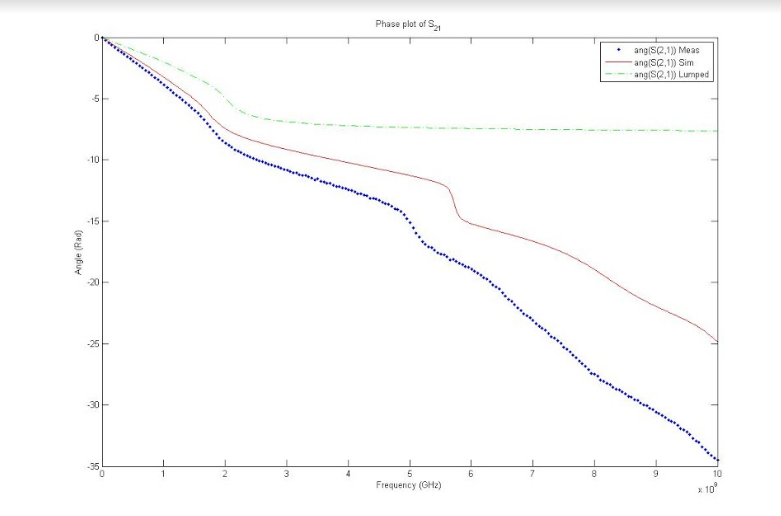 Phase plot of S21
ang(S(2,1)) Meas
ang(S(2,1)) Sim
ang(S(2,1)) Lumped
0
-5
-10
-15
-20
-25
-30
-35
Angle (Rad)
0 1 2 3 4 5 6 7 8 9 10
Frequency (GHz)
x 10^9